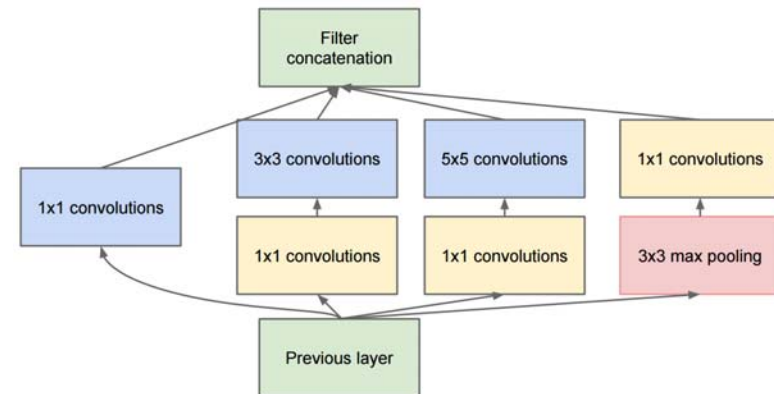 Filter
concatenation
3x3 convolutions
5x5 convolutions
1x1 convolutions
1x1 convolutions
1x1 convolutions
1x1 convolutions
3x3 max pooling
Previous layer